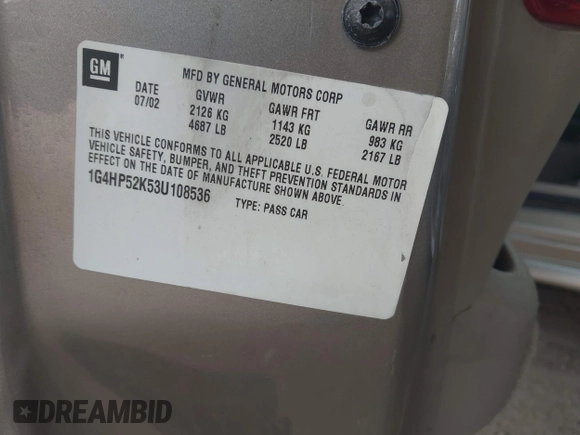 GM
MFD BY GENERAL MOTORS CORP
DATE GVWR GAWR FRT GAWR RR
07/02 2126 KG 1143 KG 983 KG
4687 LB 2520 LB 2167 LB
THIS VEHICLE CONFORMS TO ALL APPLICABLE U.S. FEDERAL MOTOR
VEHICLE SAFETY, BUMPER, AND THEFT PREVENTION STANDARDS IN
EFFECT ON THE DATE OF MANUFACTURE SHOWN ABOVE.
1G4HP52K53U108536 TYPE: PASS CAR
DREAMBID